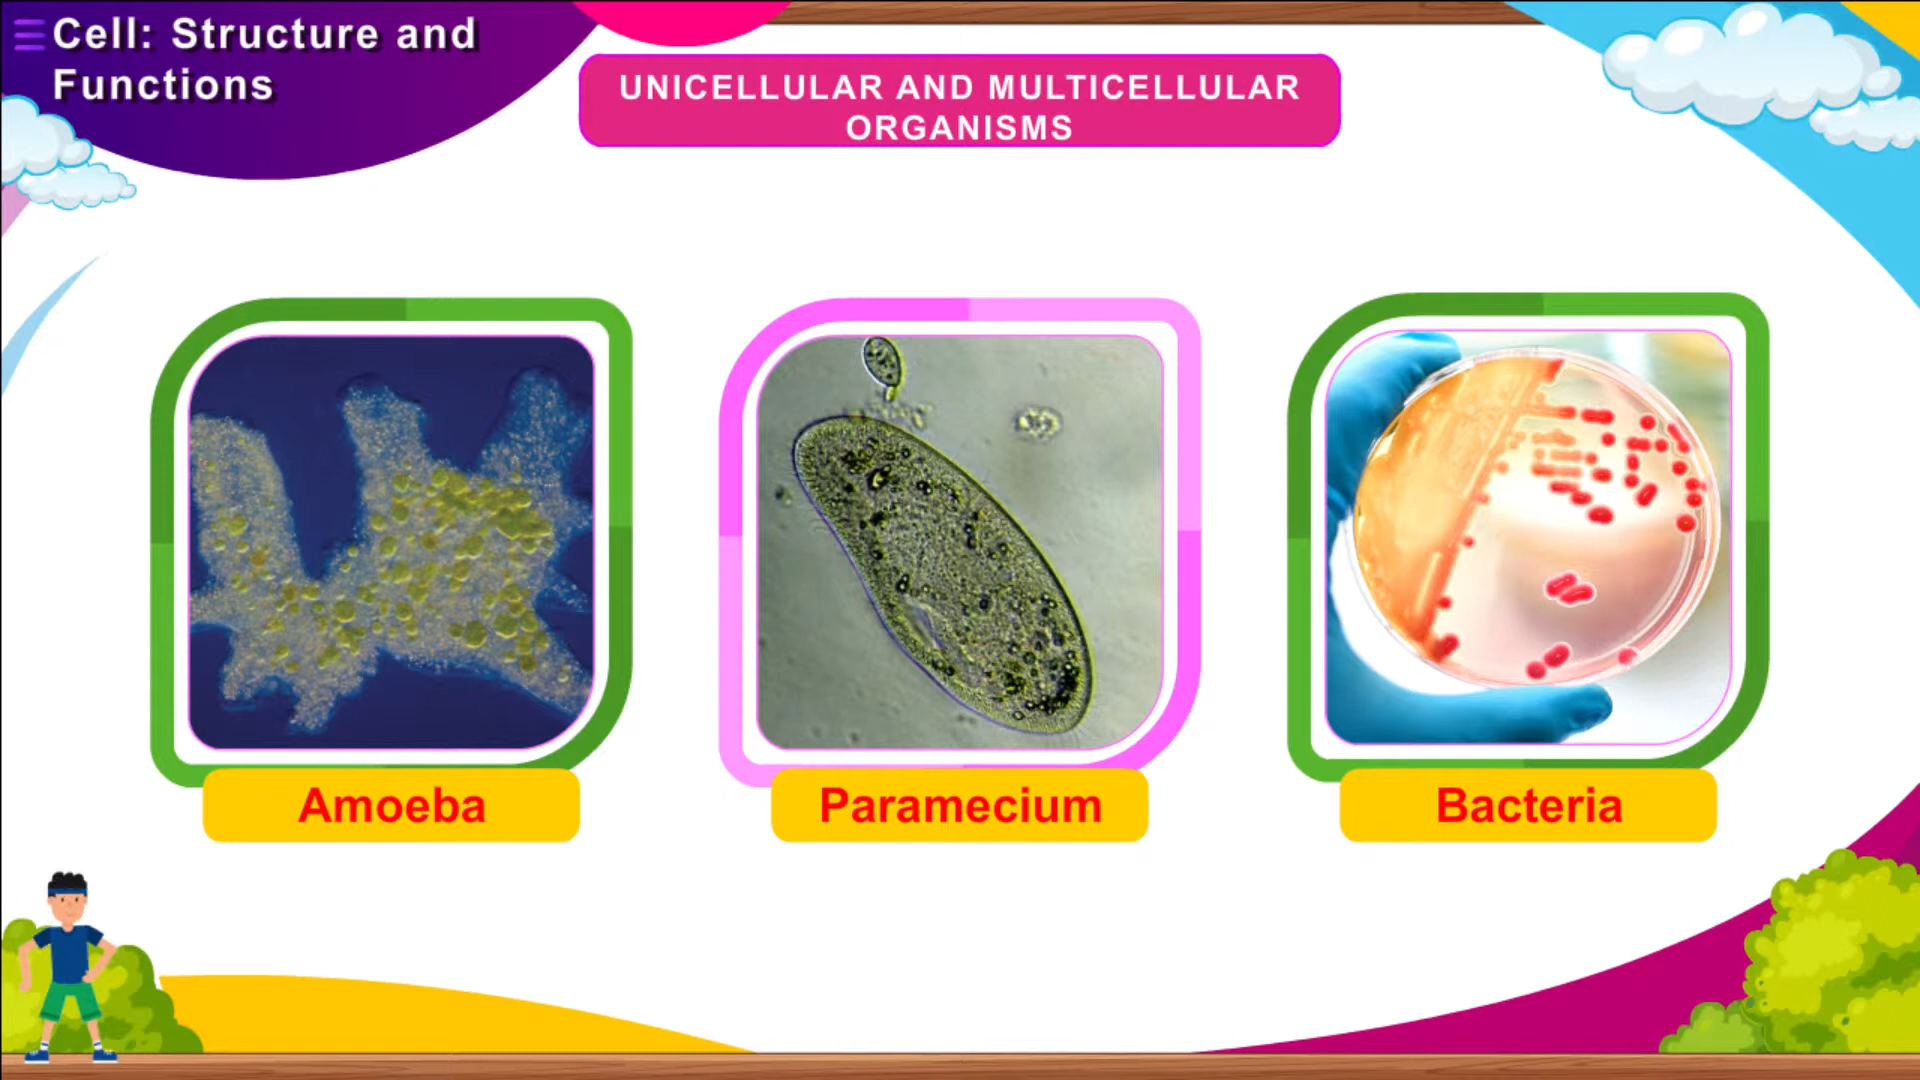 Cell: Structure and
Functions
UNICELLULAR AND MULTICELLULAR
ORGANISMS
Amoeba
Paramecium
Bacteria